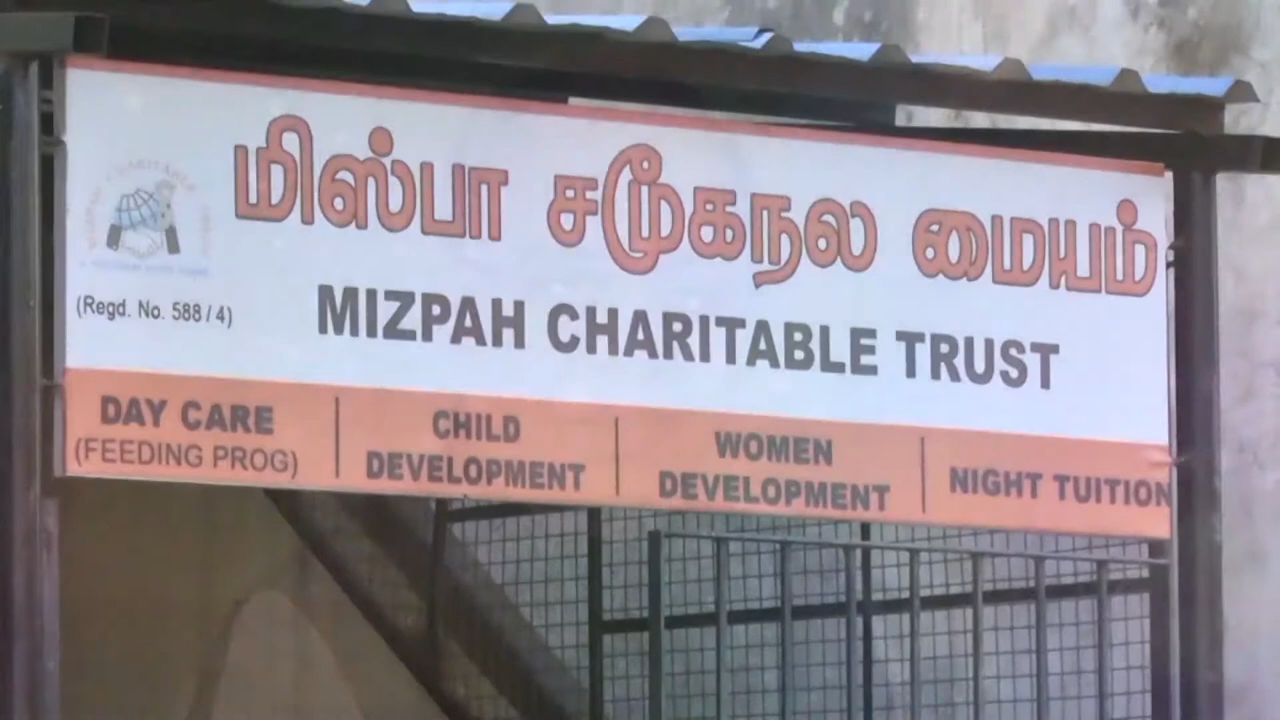 மிஸ்பா சமூகநல மையம்
(Regd. No. 588 / 4)
MIZPAH CHARITABLE TRUST
DAY CARE
(FEEDING PROG)
CHILD
DEVELOPMENT
WOMEN
DEVELOPMENT
NIGHT TUITION